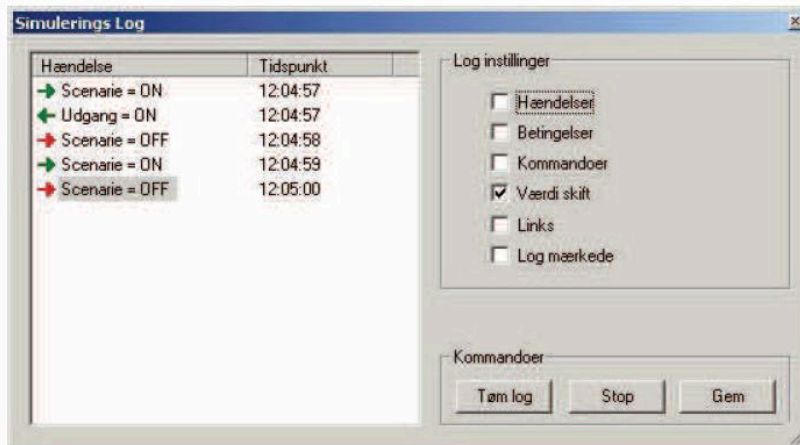 Simulerings Log
Hændelse Tidspunkt
Scenarie = ON 12:04:57
Udgang = ON 12:04:57
Scenarie = OFF 12:04:58
Scenarie = ON 12:04:59
Scenarie = OFF 12:05:00
Log instillinger
Hændelser
Betingelser
Kommandoer
Værdi skift
Links
Log mærkede
Kommandoer
Tøm log Stop Gem